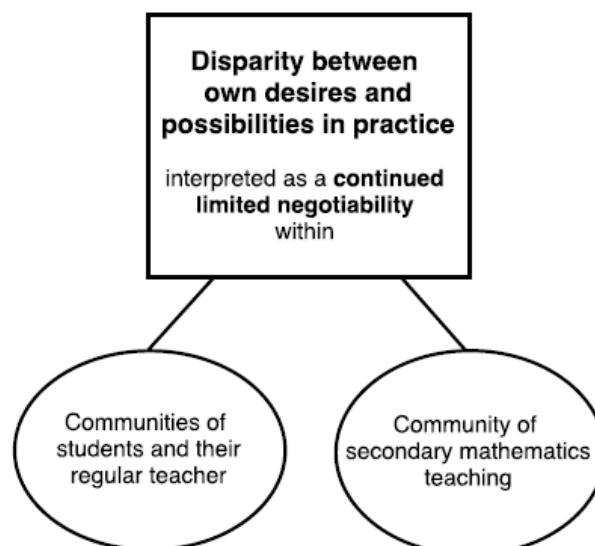 Disparity between
own desires and
possibilities in practice
interpreted as a continued
limited negotiability
within
Communities of
students and their
regular teacher
Community of
secondary mathematics
teaching